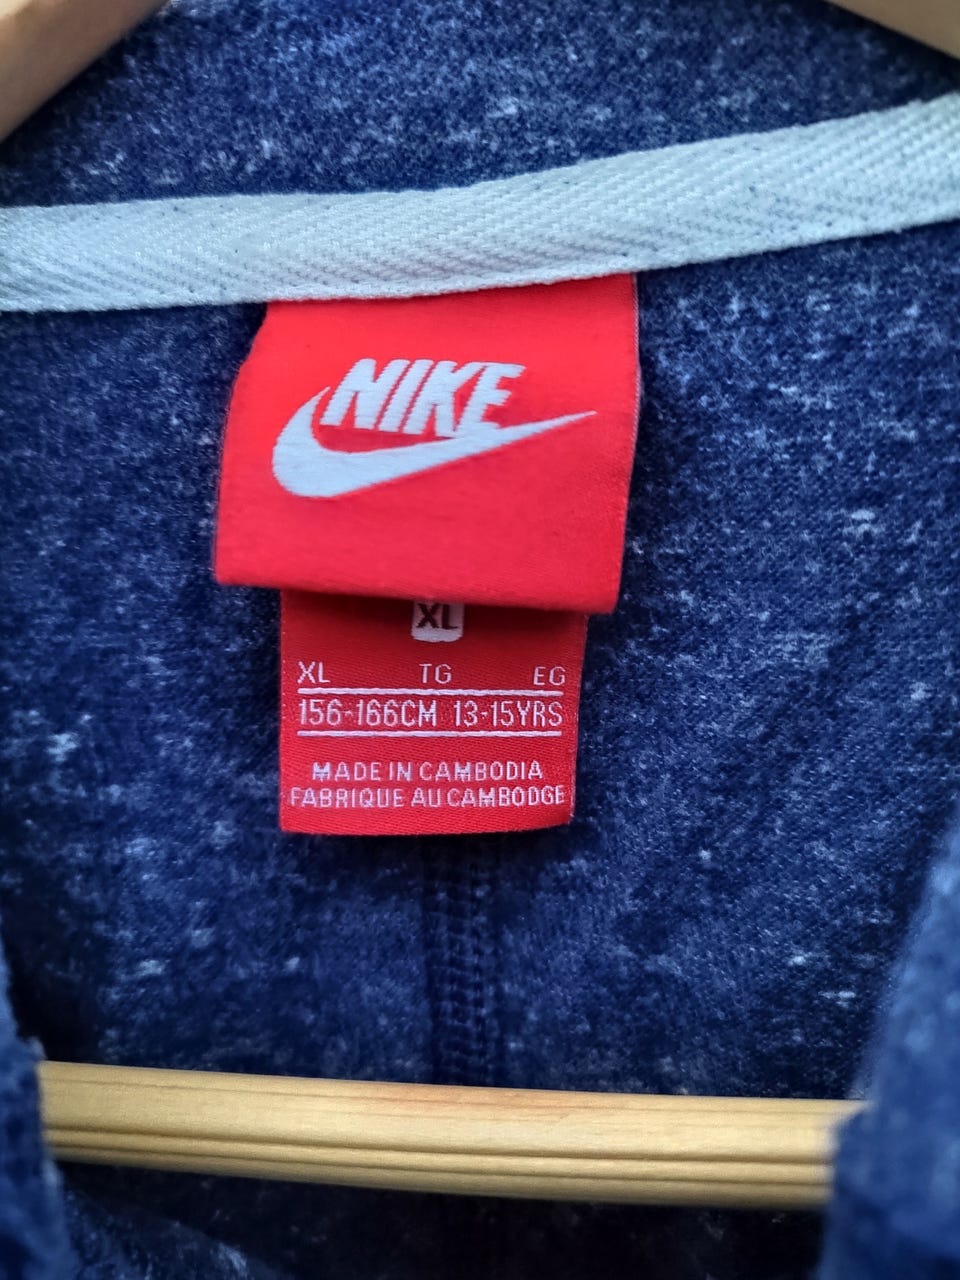 NIKE
XL
XL TG EG
156-166CM 13-15YRS
MADE IN CAMBODIA
FABRIQUE AU CAMBODGE